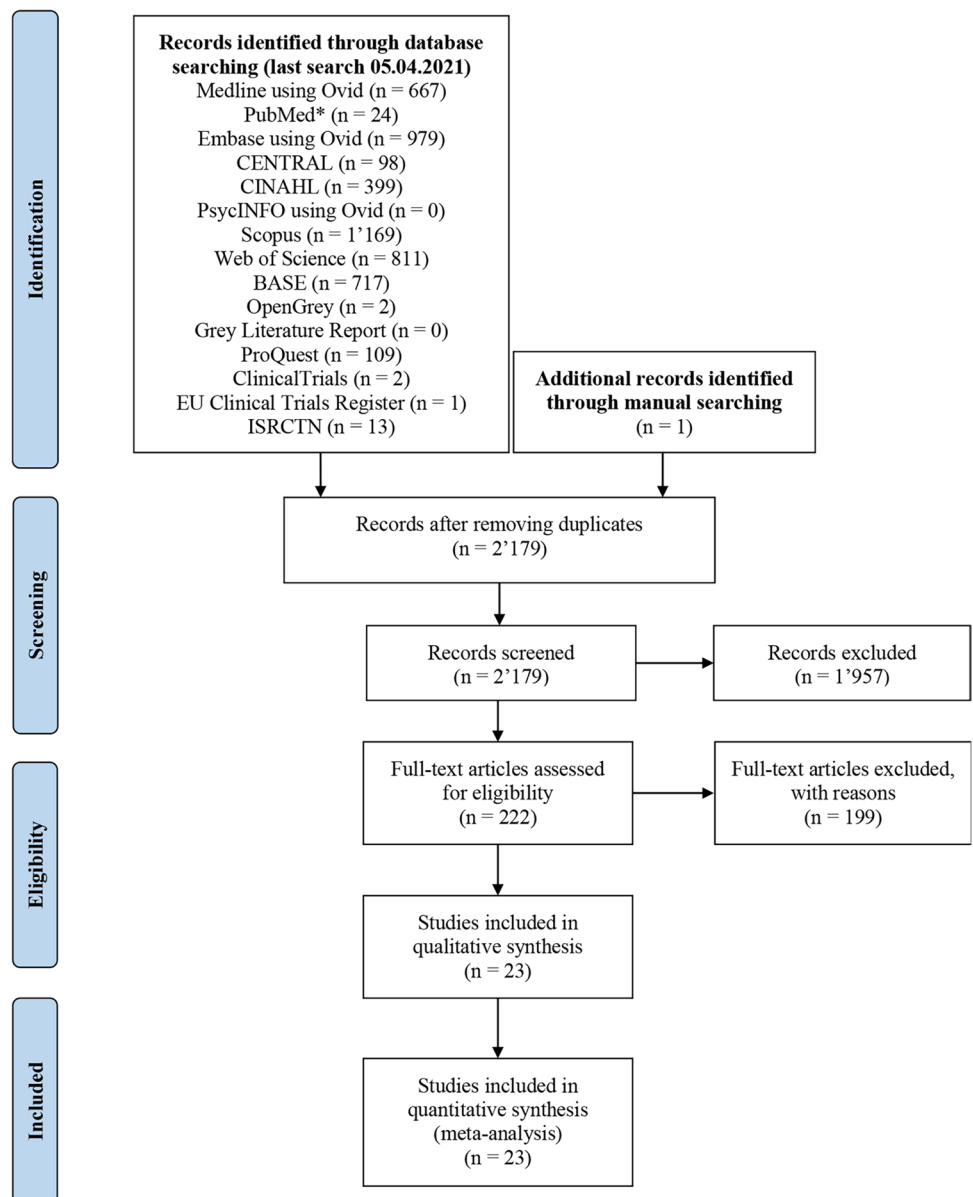 Identification
Records identified through database
searching (last search 05.04.2021)
Medline using Ovid (n = 667)
PubMed* (n = 24)
Embase using Ovid (n = 979)
CENTRAL (n = 98)
CINAHL (n = 399)
PsycINFO using Ovid (n = 0)
Scopus (n = 1’169)
Web of Science (n = 811)
BASE (n = 717)
OpenGrey (n = 2)
Grey Literature Report (n = 0)
ProQuest (n = 109)
ClinicalTrials (n = 2)
EU Clinical Trials Register (n = 1)
ISRCTN (n = 13)
Additional records identified
through manual searching
(n = 1)
Screening
Records after removing duplicates
(n = 2’179)
Records screened
(n = 2’179)
Records excluded
(n = 1’957)
Eligibility
Full-text articles assessed
for eligibility
(n = 222)
Full-text articles excluded,
with reasons
(n = 199)
Studies included in
qualitative synthesis
(n = 23)
Included
Studies included in
quantitative synthesis
(meta-analysis)
(n = 23)